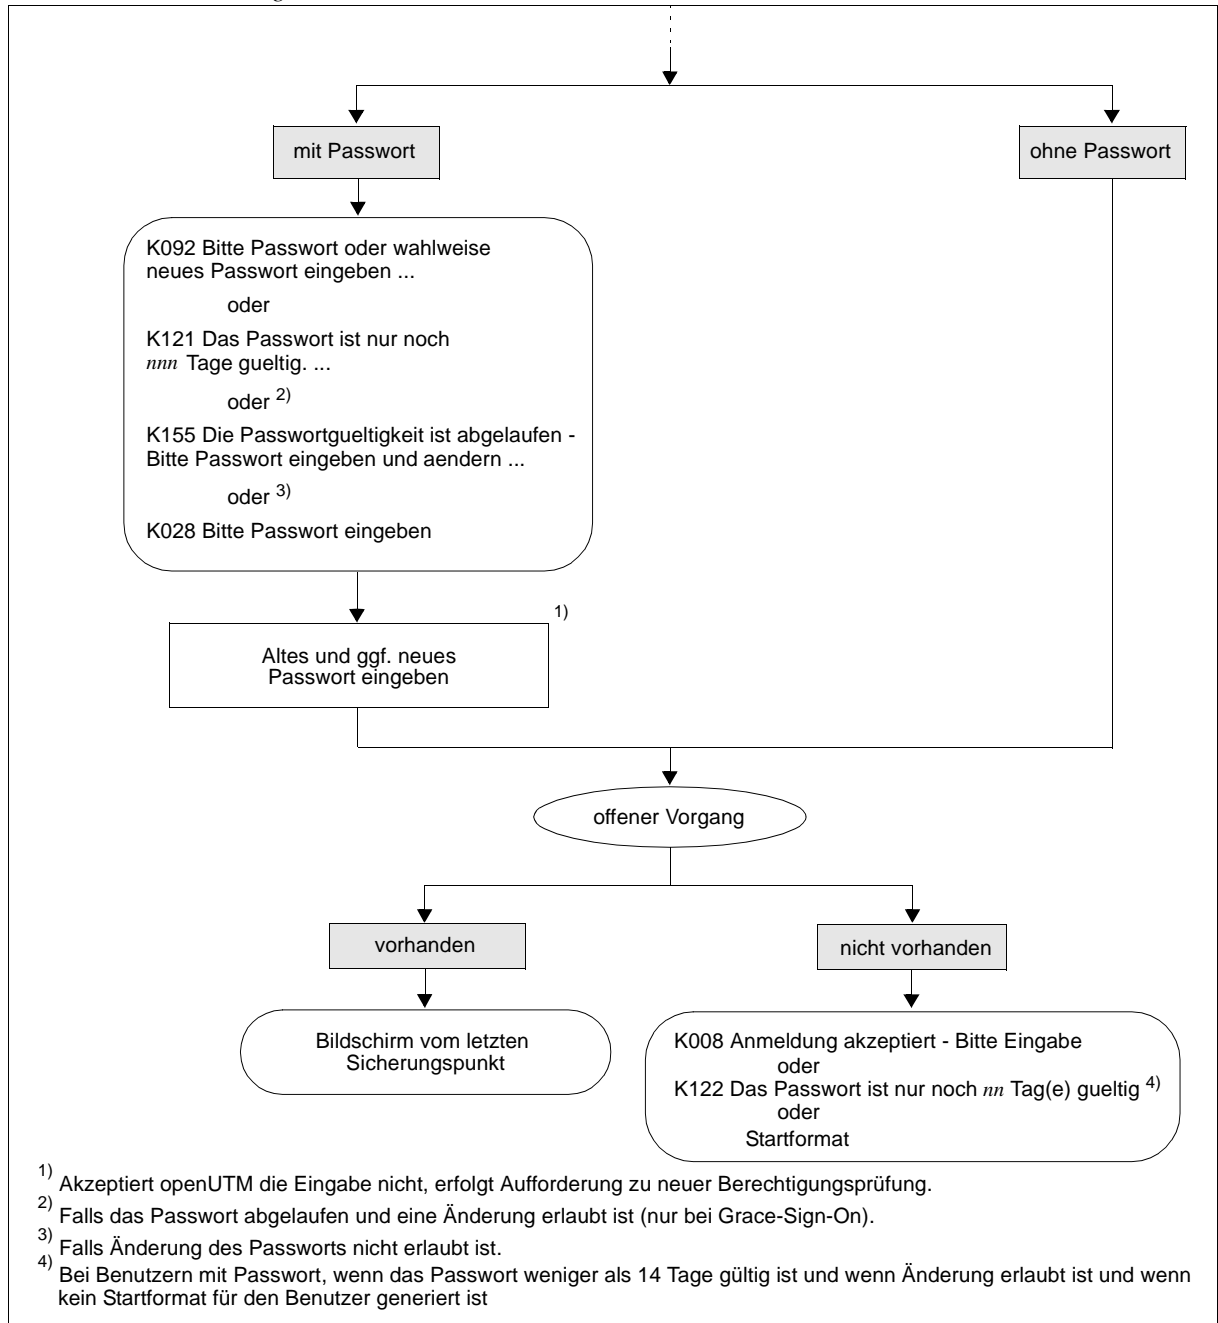 mit Passwort
ohne Passwort
K092 Bitte Passwort oder wahlweise
neues Passwort eingeben ...
oder
K121 Das Passwort ist nur noch
nnn Tage gueltig. ...
oder 2)
K155 Die Passwortgueltigkeit ist abgelaufen -
Bitte Passwort eingeben und aendern ...
oder 3)
K028 Bitte Passwort eingeben
1)
Altes und ggf. neues
Passwort eingeben
offener Vorgang
vorhanden
nicht vorhanden
Bildschirm vom letzten
Sicherungspunkt
K008 Anmeldung akzeptiert - Bitte Eingabe
oder
K122 Das Passwort ist nur noch nn Tag(e) gueltig 4)
oder
Startformat
1) Akzeptiert openUTM die Eingabe nicht, erfolgt Aufforderung zu neuer Berechtigungsprüfung.
2) Falls das Passwort abgelaufen und eine Änderung erlaubt ist (nur bei Grace-Sign-On).
3) Falls Änderung des Passworts nicht erlaubt ist.
4) Bei Benutzern mit Passwort, wenn das Passwort weniger als 14 Tage gültig ist und wenn Änderung erlaubt ist und wenn
kein Startformat für den Benutzer generiert ist